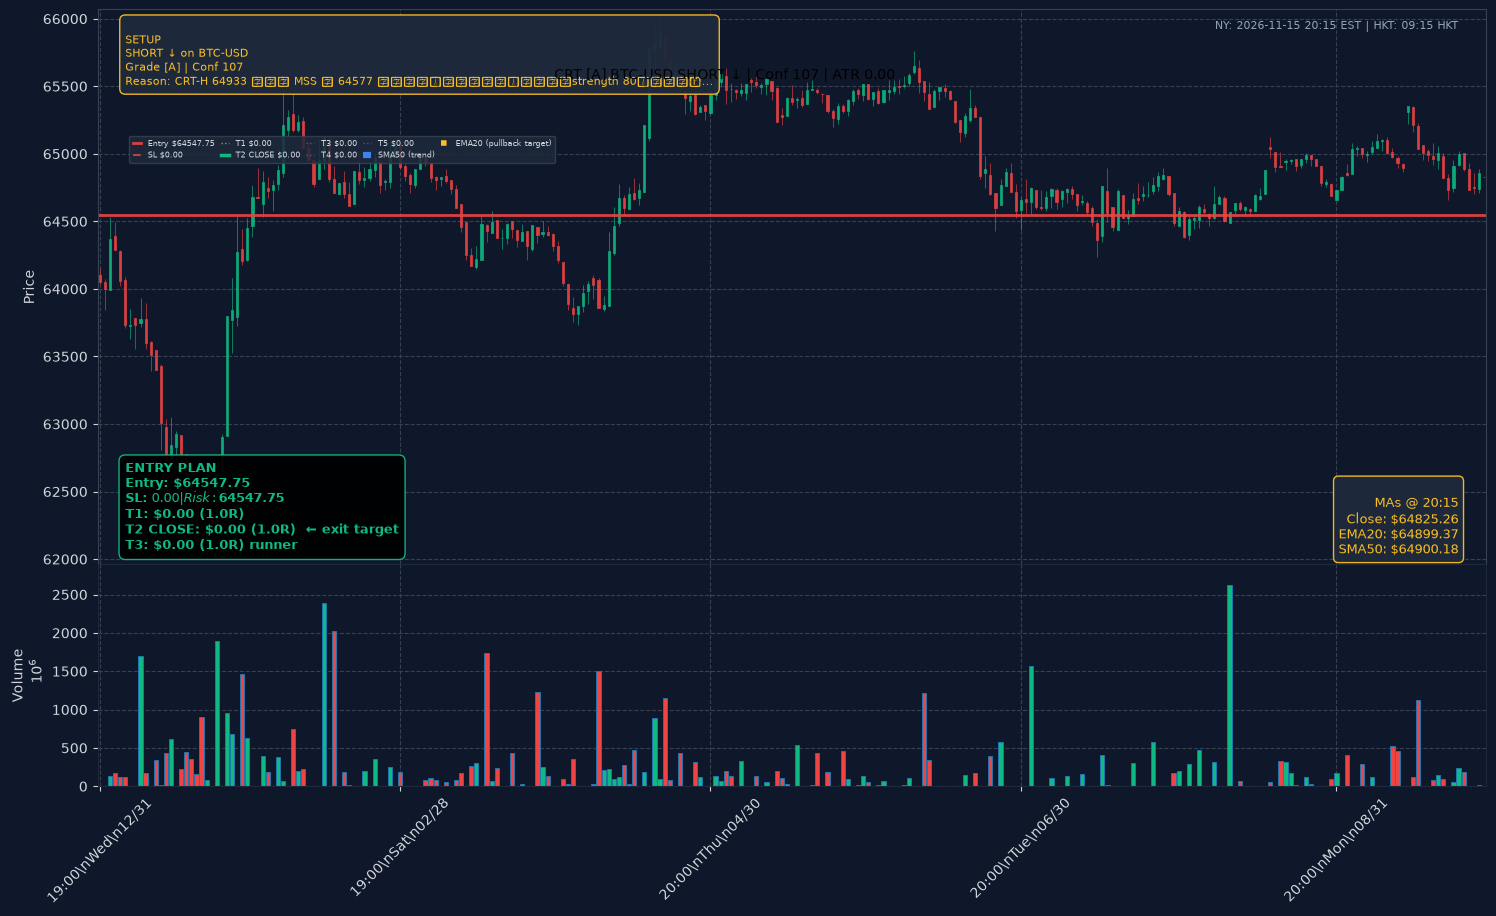 NY: 2026-11-15 20:15 EST | HKT: 09:15 HKT
SETUP
SHORT ↓ on BTC-USD
Grade [A] | Conf 107
Reason: CRT-H 64933 MSS 64577 strength 80 ...
CRT [A] BTC-USD SHORT ↓ | Conf 107 | ATR 0.00
Entry $64547.75 T1 $0.00 T3 $0.00 T5 $0.00 EMA20 (pullback target)
SL $0.00 T2 CLOSE $0.00 T4 $0.00 SMA50 (trend)
66000
65500
65000
64500
64000
63500
63000
62500
62000
Price
ENTRY PLAN
Entry: $64547.75
SL: 0.00|Risk:64547.75
T1: $0.00 (1.0R)
T2 CLOSE: $0.00 (1.0R) ← exit target
T3: $0.00 (1.0R) runner
MAs @ 20:15
Close: $64825.26
EMA20: $64899.37
SMA50: $64900.18
2500
2000
1500
1000
500
0
Volume
10⁶
19:00\nWed\n12/31
19:00\nSat\n02/28
20:00\nThu\n04/30
20:00\nTue\n06/30
20:00\nMon\n08/31